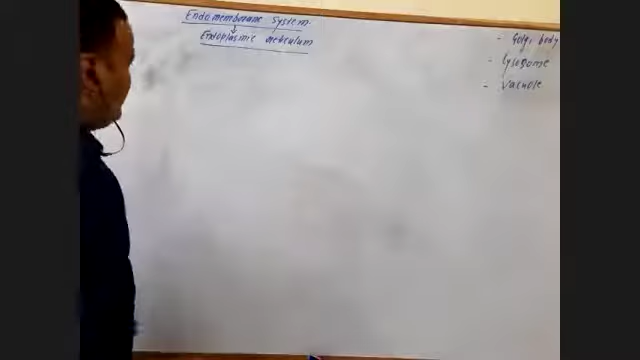 Endomembrane system
Endoplasmic reticulum
- Golgi body
- Lysosome
- Vacuole